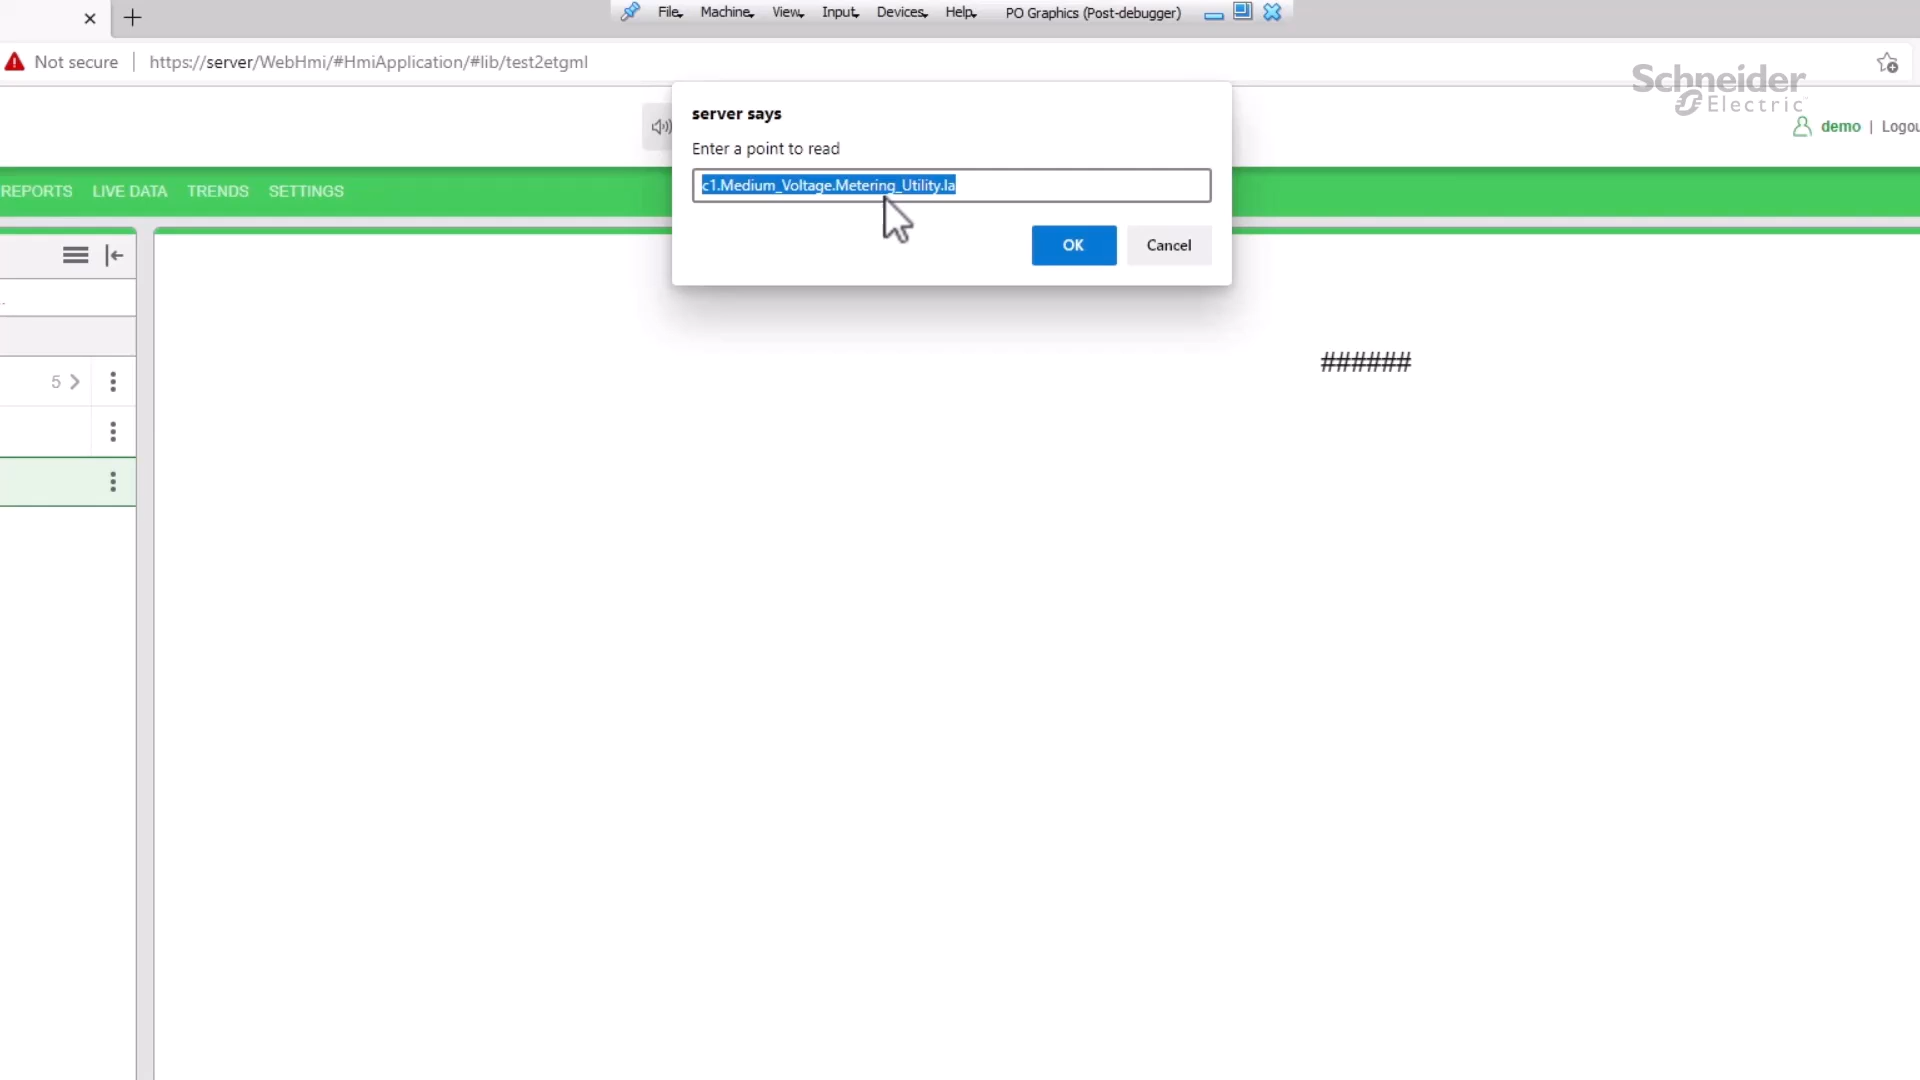 File Machine View Input Devices Help PO Graphics (Post-debugger)
Not secure https://server/WebHmi/#HmiApplication/#lib/test2etgml
Schneider
Electric
demo | Logou
server says
Enter a point to read
c1.Medium_Voltage.Metering_Utility.Ia
OK Cancel
REPORTS LIVE DATA TRENDS SETTINGS
######
5